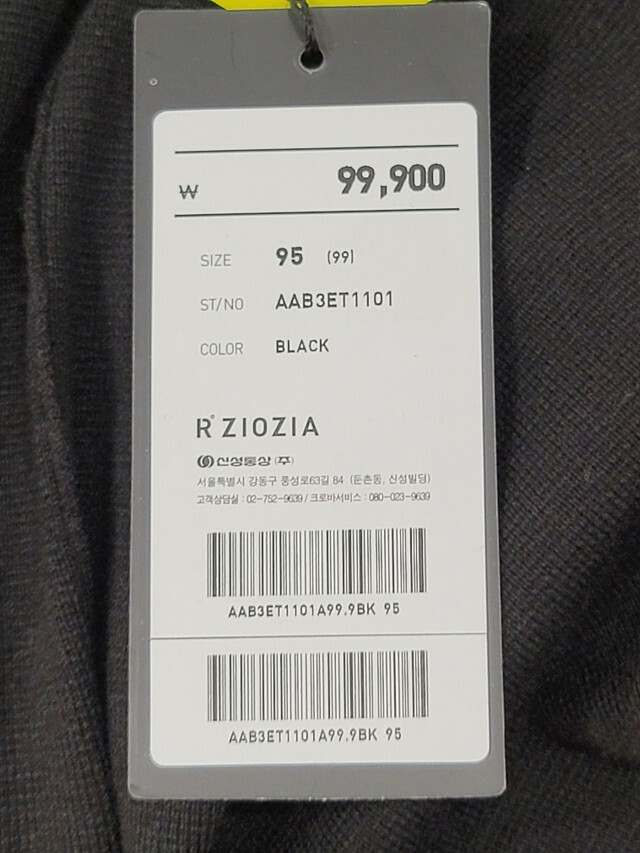 ₩ 99,900
SIZE 95 (99)
ST/NO AAB3ET1101
COLOR BLACK
R° ZIOZIA
신성통상 (주)
서울특별시 강동구 풍성로63길 84 (둔촌동, 신성빌딩)
고객상담실 : 02-752-9639 / 크로바서비스 : 080-023-9639
AAB3ET1101A99.9BK 95
AAB3ET1101A99.9BK 95